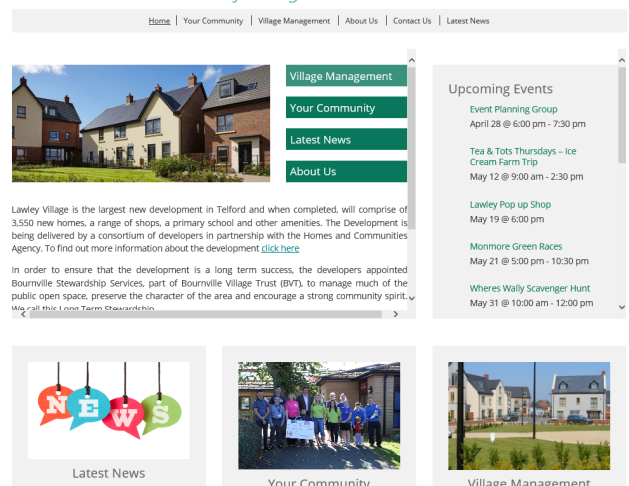 Home | Your Community | Village Management | About Us | Contact Us | Latest News
Village Management
Your Community
Latest News
About Us
Lawley Village is the largest new development in Telford and when completed, will comprise of
3,550 new homes, a range of shops, a primary school and other amenities. The Development is
being delivered by a consortium of developers in partnership with the Homes and Communities
Agency. To find out more information about the development click here
In order to ensure that the development is a long term success, the developers appointed
Bournville Stewardship Services, part of Bournville Village Trust (BVT), to manage much of the
public open space, preserve the character of the area and encourage a strong community spirit.
We call this Long Term Stewardship
Upcoming Events
Event Planning Group
April 28 @ 6:00 pm - 7:30 pm
Tea & Tots Thursdays – Ice
Cream Farm Trip
May 12 @ 9:00 am - 2:30 pm
Lawley Pop up Shop
May 19 @ 6:00 pm
Monmore Green Races
May 21 @ 5:00 pm - 10:30 pm
Wheres Wally Scavenger Hunt
May 31 @ 10:00 am - 12:00 pm
NEWS
Latest News
Your Community
Village Management